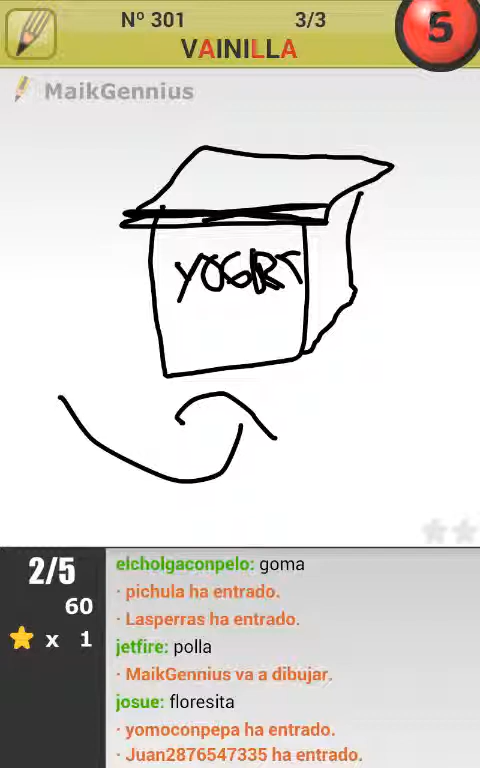 Nº 301 3/3
VAINILLA
5
MaikGennius
YOGRT
2/5
60
x 1
elcholgaconpelo: goma
· pichula ha entrado.
· Lasperras ha entrado.
jetfire: polla
· MaikGennius va a dibujar.
josue: floresita
· yomoconpepa ha entrado.
· Juan2876547335 ha entrado.